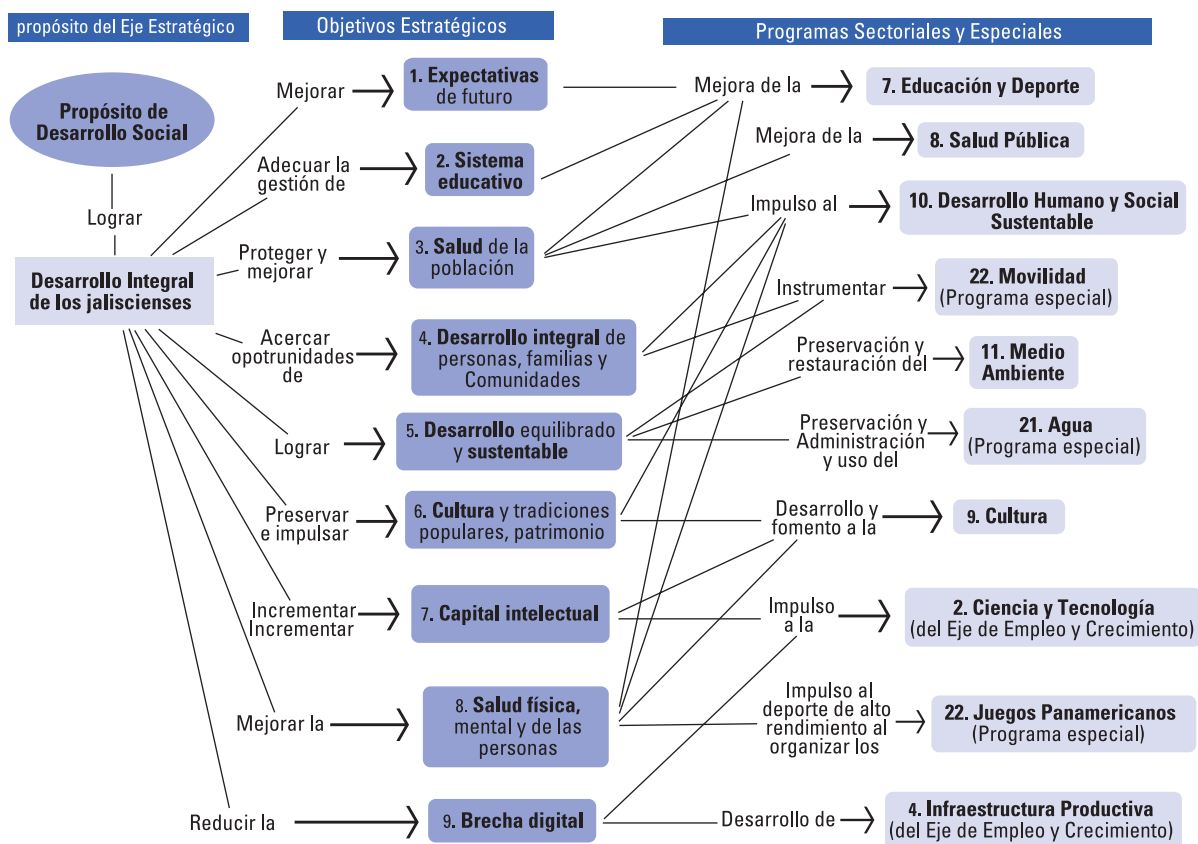 propósito del Eje Estratégico
Objetivos Estratégicos
Programas Sectoriales y Especiales
Propósito de
Desarrollo Social
Lograr
Desarrollo Integral
de los jaliscienses
Mejorar
1. Expectativas
de futuro
Mejora de la
7. Educación y Deporte
Adecuar la
gestión de
2. Sistema
educativo
Mejora de la
8. Salud Pública
Proteger y
mejorar
3. Salud de la
población
Impulso al
10. Desarrollo Humano y Social
Sustentable
Acercar
opotrunidades
de
4. Desarrollo integral de
personas, familias y
Comunidades
Instrumentar
22. Movilidad
(Programa especial)
Preservación y
restauración del
11. Medio
Ambiente
Lograr
5. Desarrollo equilibrado
y sustentable
Preservación y
Administración
y uso del
21. Agua
(Programa especial)
Preservar
e impulsar
6. Cultura y tradiciones
populares, patrimonio
Desarrollo y
fomento a la
9. Cultura
Incrementar
Incrementar
7. Capital intelectual
Impulso
a la
2. Ciencia y Tecnología
(del Eje de Empleo y Crecimiento)
Mejorar la
8. Salud física,
mental y de las
personas
Impulso al
deporte de alto
rendimiento al
organizar los
22. Juegos Panamericanos
(Programa especial)
Reducir la
9. Brecha digital
Desarrollo de
4. Infraestructura Productiva
(del Eje de Empleo y Crecimiento)